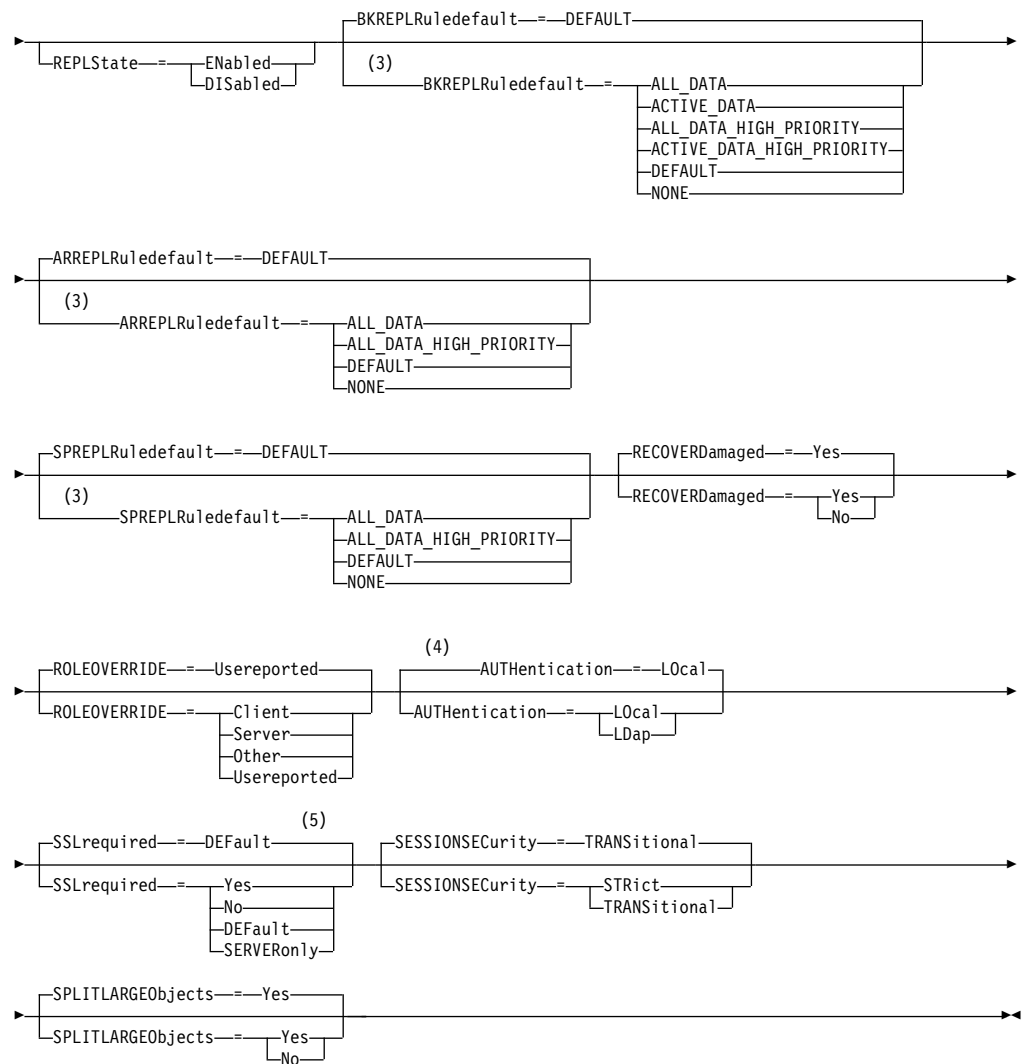 BKREPLRuledefault = DEFAULT
REPLState = ENabled
DISabled
(3)
BKREPLRuledefault = ALL_DATA
ACTIVE_DATA
ALL_DATA_HIGH_PRIORITY
ACTIVE_DATA_HIGH_PRIORITY
DEFAULT
NONE
ARREPLRuledefault = DEFAULT
(3)
ARREPLRuledefault = ALL_DATA
ALL_DATA_HIGH_PRIORITY
DEFAULT
NONE
SPREPLRuledefault = DEFAULT
(3)
SPREPLRuledefault = ALL_DATA
ALL_DATA_HIGH_PRIORITY
DEFAULT
NONE
RECOVERDamaged = Yes
RECOVERDamaged = Yes
No
ROLEOVERRIDE = Usereported
ROLEOVERRIDE = Client
Server
Other
Usereported
(4)
AUTHentication = LOcal
AUTHentication = LOcal
LDap
(5)
SSLrequired = DEFault
SSLrequired = Yes
No
DEFault
SERVERonly
SESSIONSECurity = TRANSitional
SESSIONSECurity = STRict
TRANSitional
SPLITLARGEObjects = Yes
SPLITLARGEObjects = Yes
No